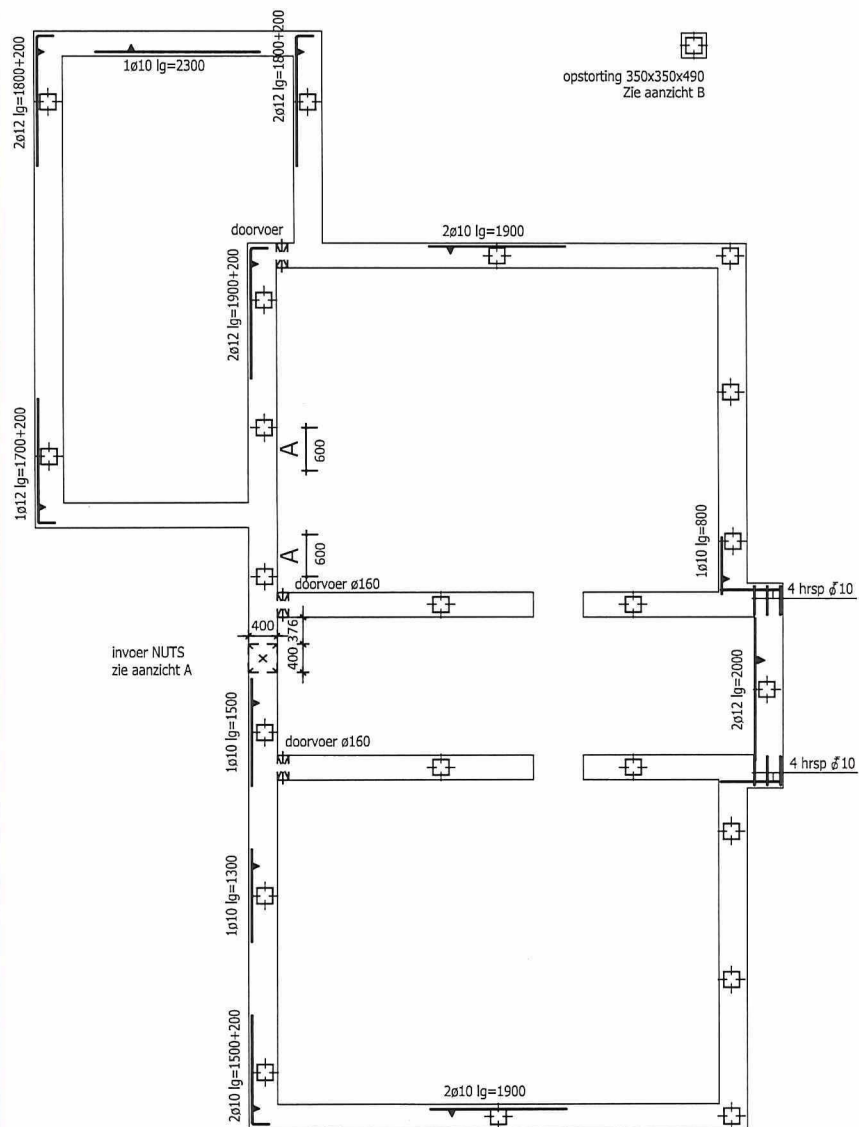 1ø10 lg=2300
2ø12 lg=1800+200
2ø12 lg=1800+200
opstorting 350x350x490
Zie aanzicht B
doorvoer
2ø10 lg=1900
2ø12 lg=1900+200
1ø12 lg=1700+200
A
600
A
600
1ø10 lg=800
doorvoer ø160
4 hrsp ø10
400
376
400
invoer NUTS
zie aanzicht A
2ø12 lg=2000
1ø10 lg=1500
doorvoer ø160
4 hrsp ø10
1ø10 lg=1300
2ø10 lg=1500+200
2ø10 lg=1900